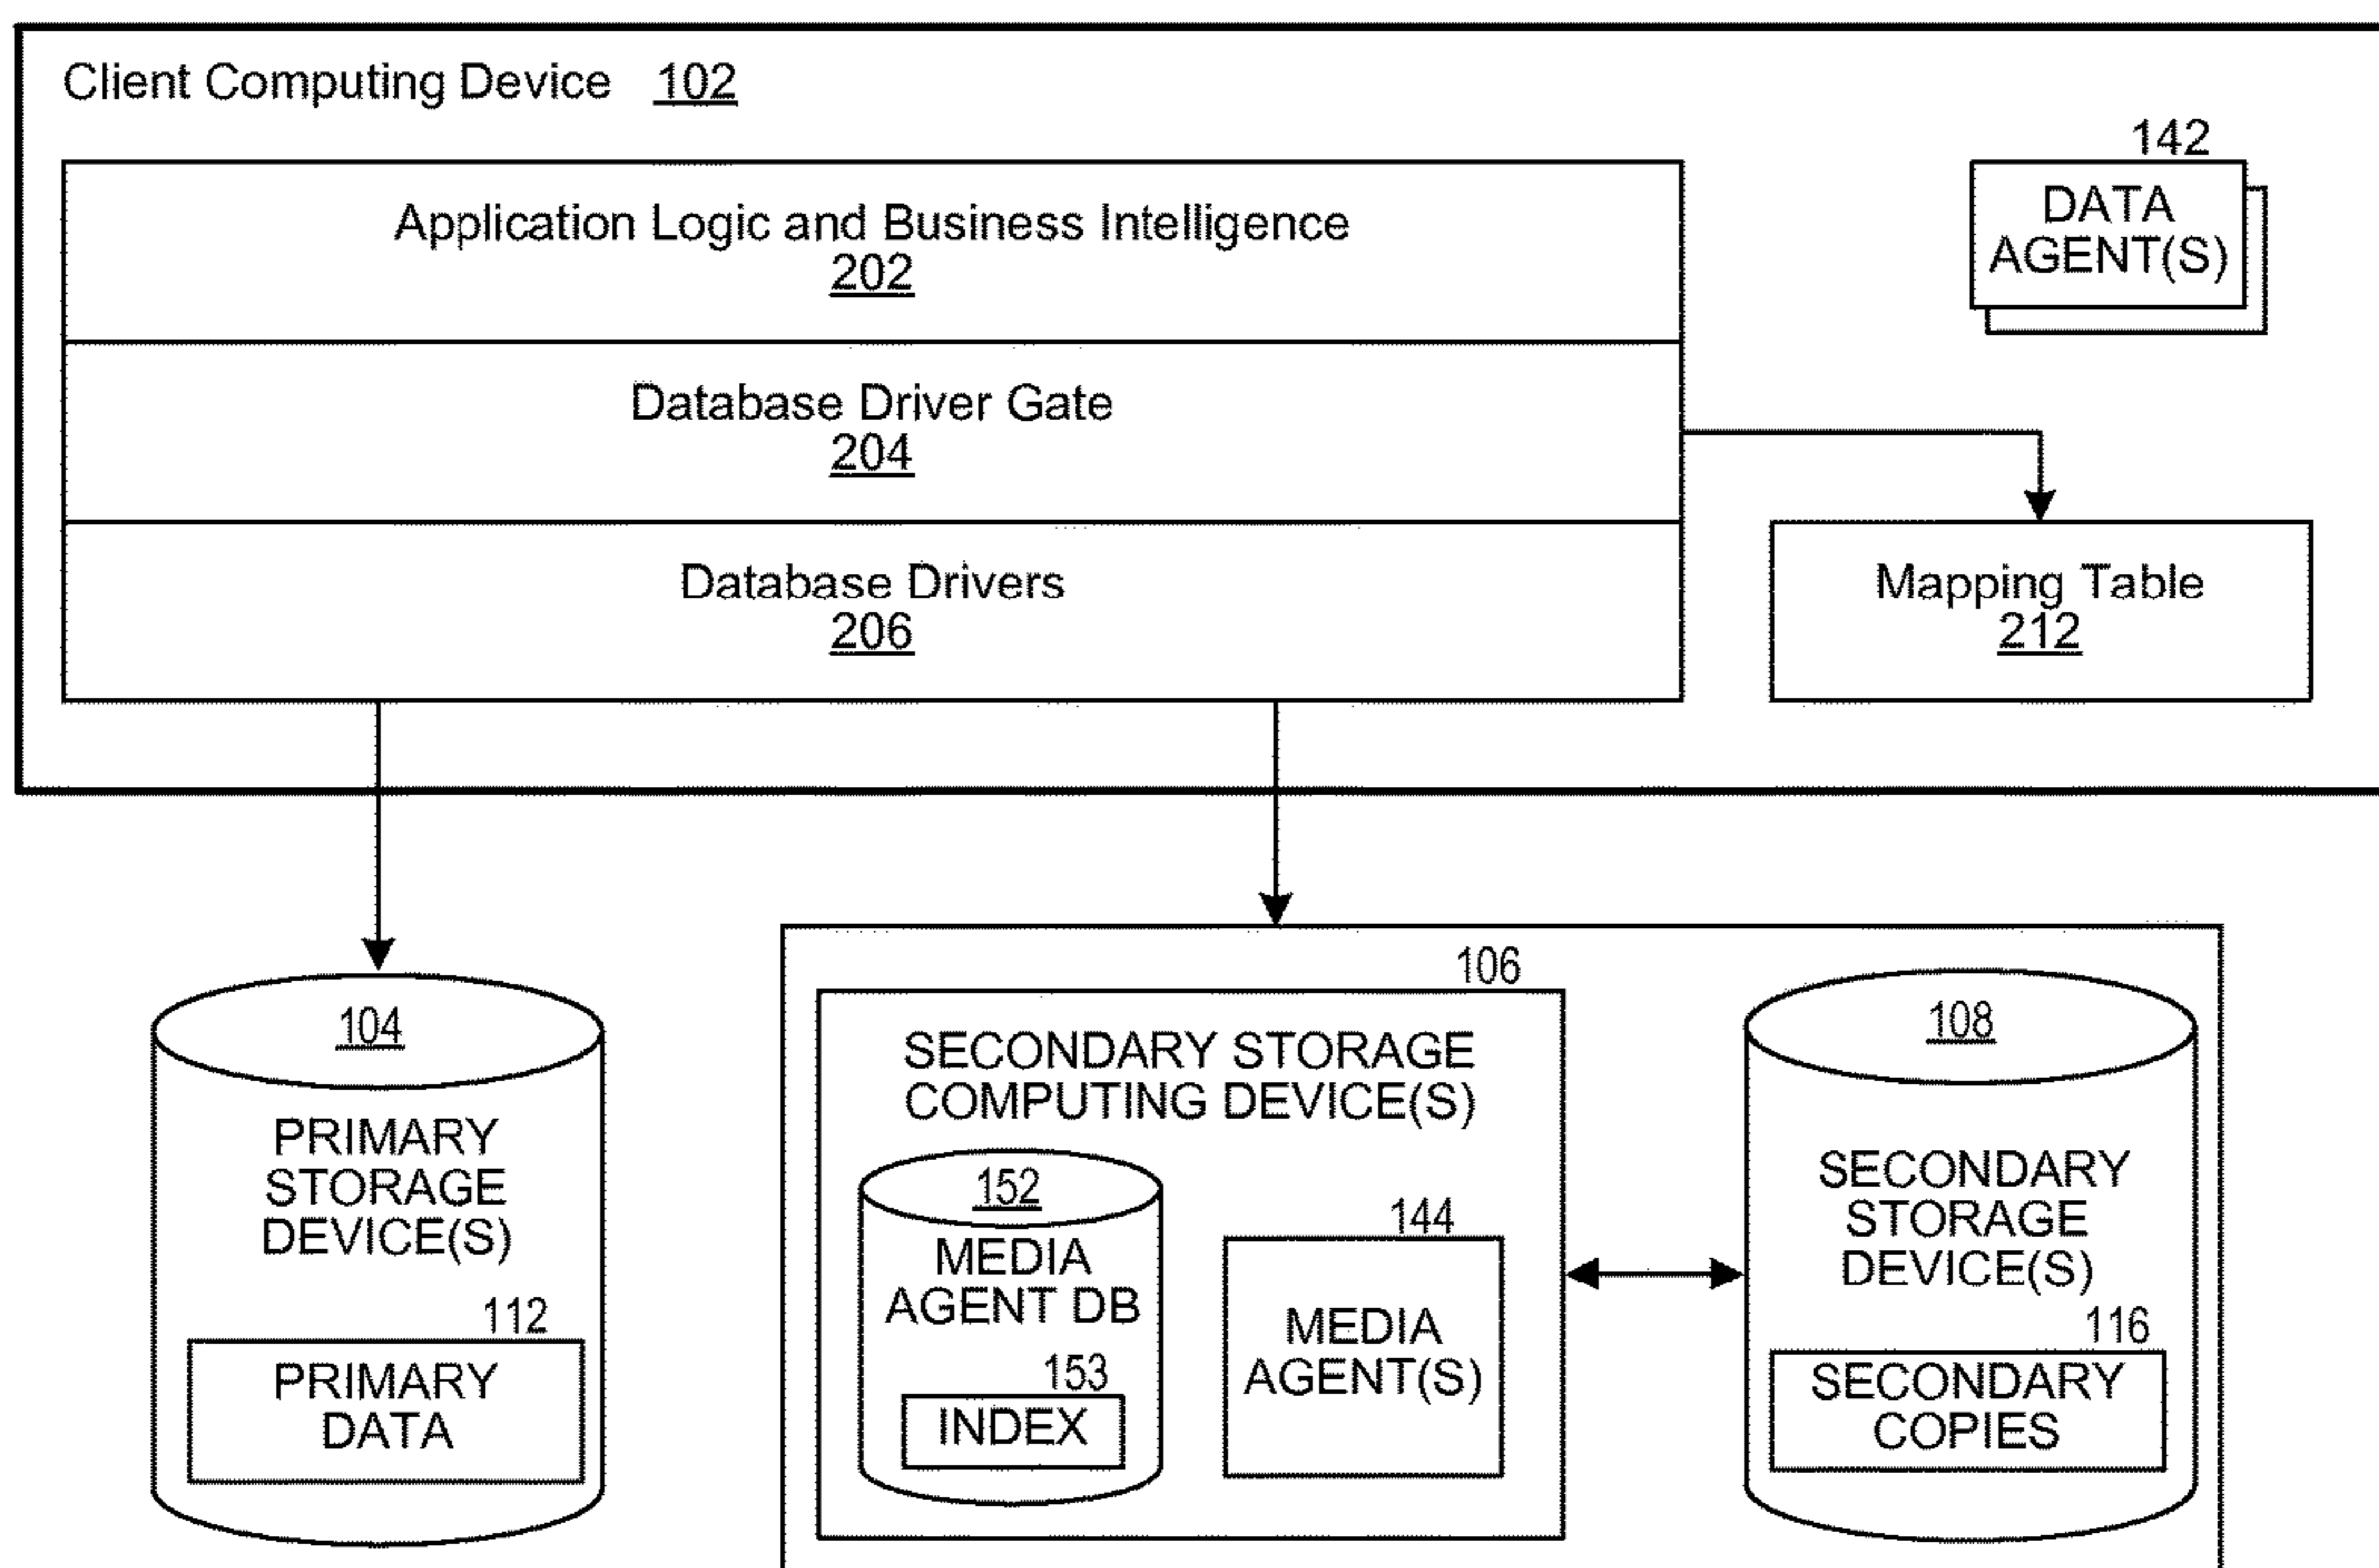 Client Computing Device 102
142
DATA
AGENT(S)
Application Logic and Business Intelligence
202
Database Driver Gate
204
Database Drivers
206
Mapping Table
212
104
PRIMARY
STORAGE
DEVICE(S)
112
PRIMARY
DATA
106
SECONDARY STORAGE
COMPUTING DEVICE(S)
152
MEDIA
AGENT DB
153
INDEX
144
MEDIA
AGENT(S)
108
SECONDARY
STORAGE
DEVICE(S)
116
SECONDARY
COPIES